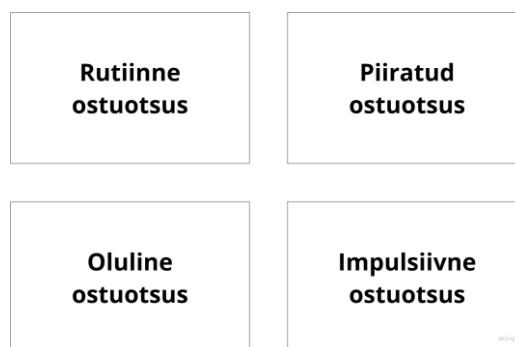 Rutiinne
ostuotsus
Piiratud
ostuotsus
Oluline
ostuotsus
Impulsiivne
ostuotsus
miro